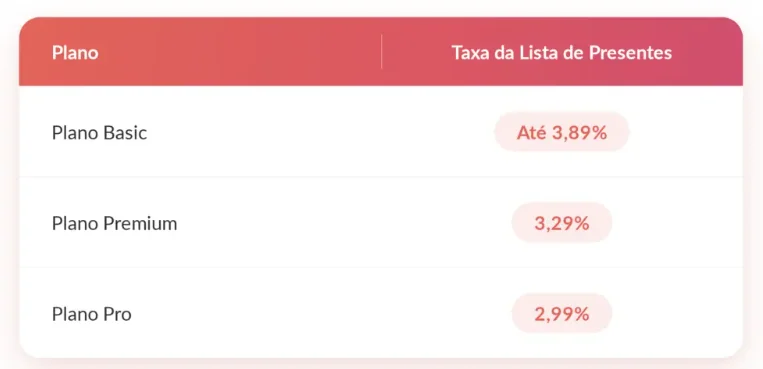 Plano Taxa da Lista de Presentes
Plano Basic Até 3,89%
Plano Premium 3,29%
Plano Pro 2,99%